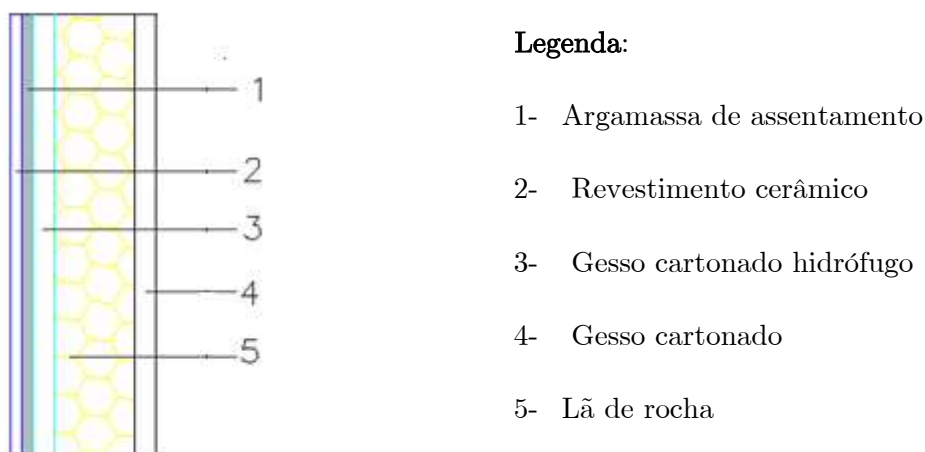 1
2
3
4
5
Legenda:
1- Argamassa de assentamento
2- Revestimento cerâmico
3- Gesso cartonado hidrófugo
4- Gesso cartonado
5- Lã de rocha